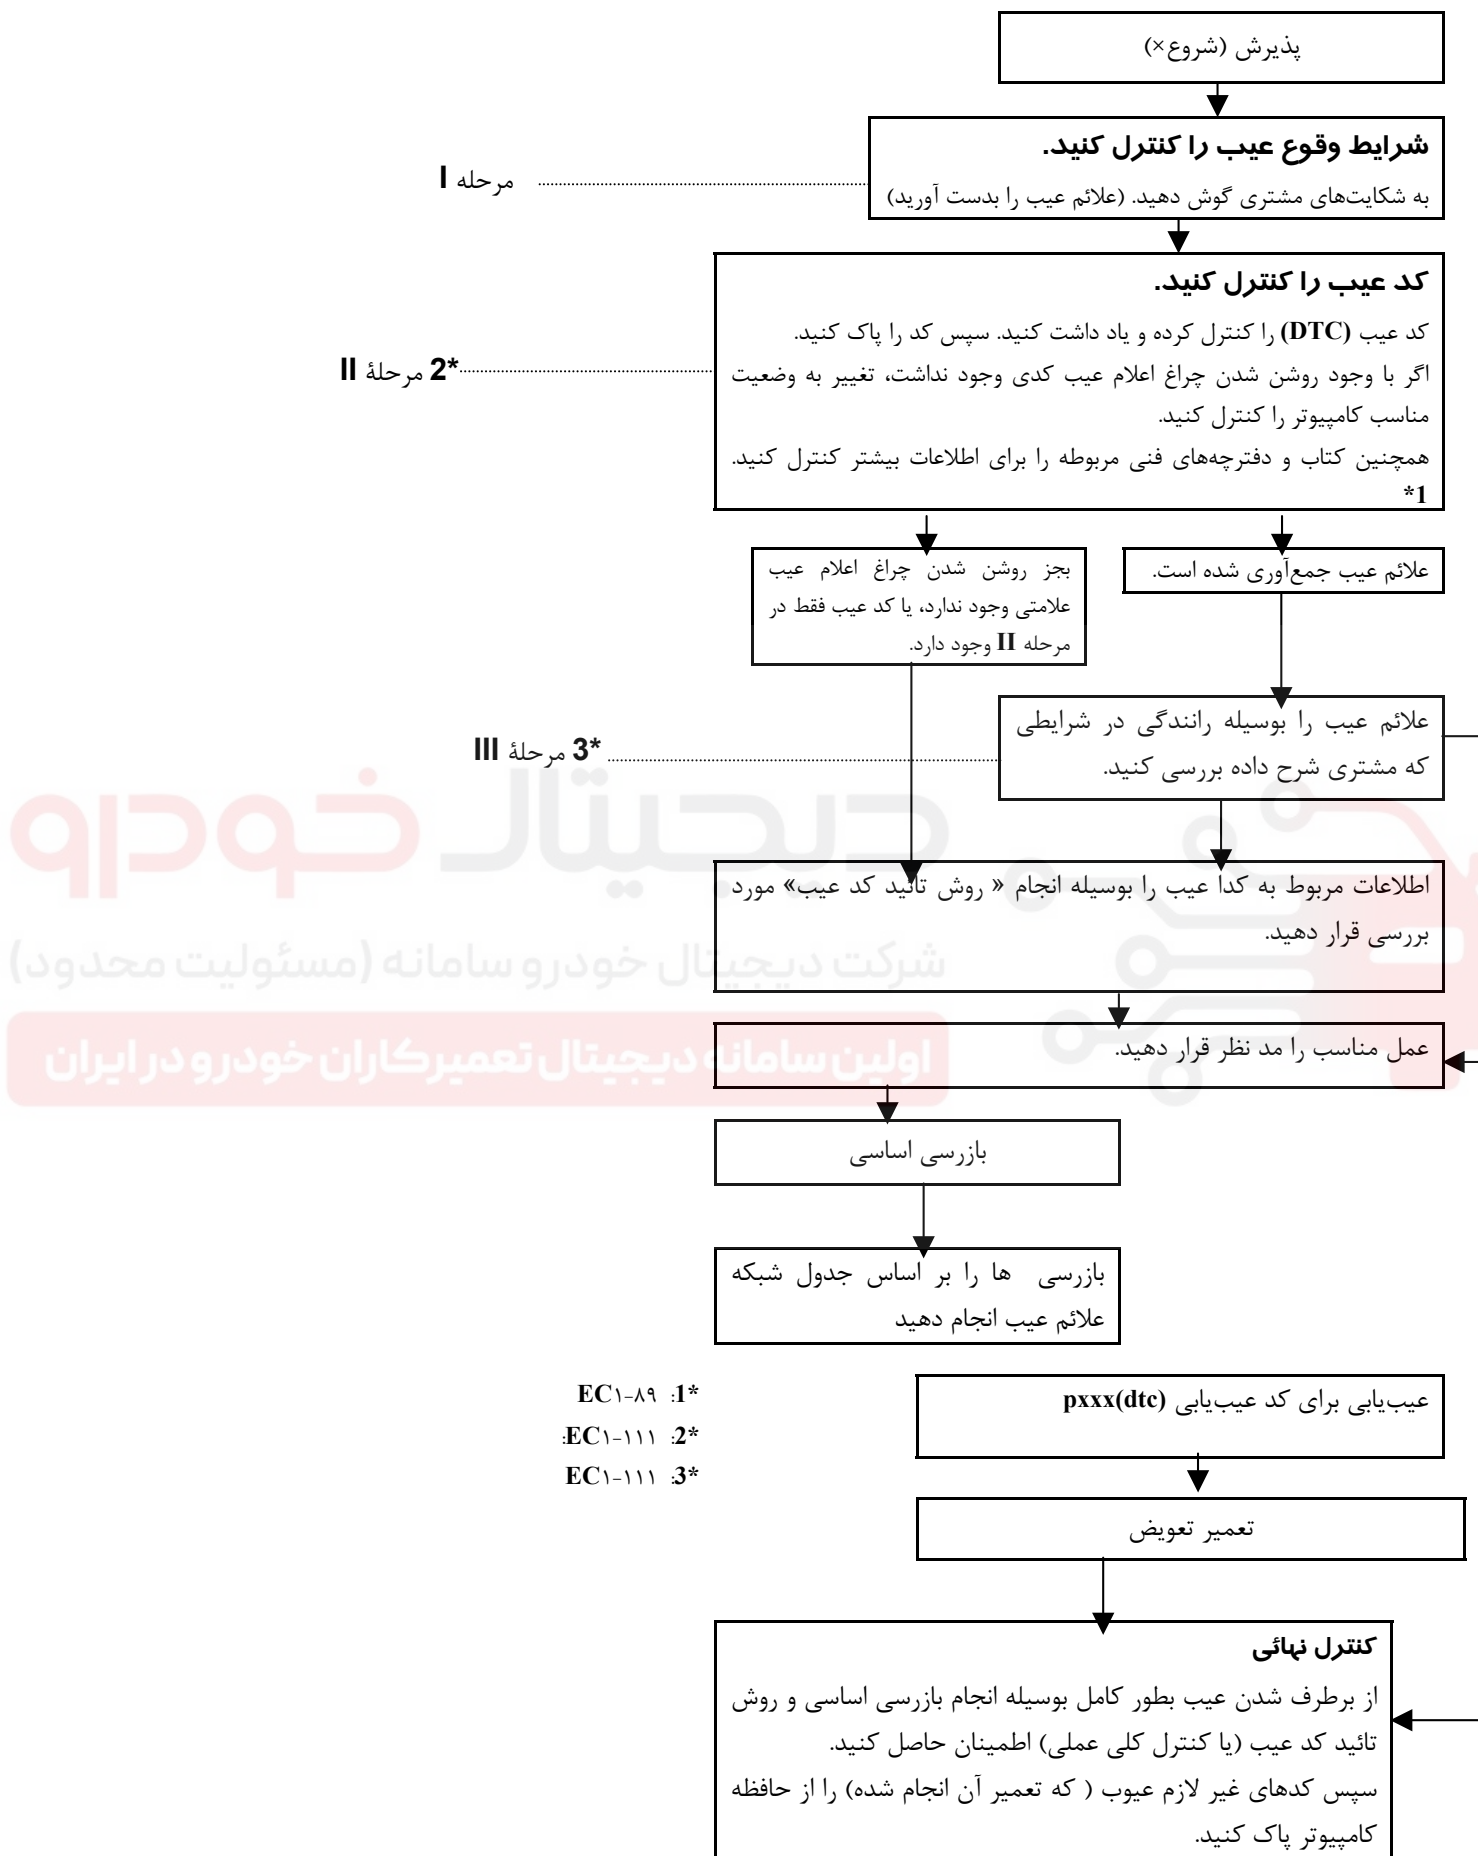 پذیرش (شروع×)
شرایط وقوع عیب را کنترل کنید.
به شکایت‌های مشتری گوش دهید. (علائم عیب را بدست آورید)
مرحله I
کد عیب را کنترل کنید.
کد عیب (DTC) را کنترل کرده و یاد داشت کنید. سپس کد را پاک کنید.
اگر با وجود روشن شدن چراغ اعلام عیب کدی وجود نداشت، تغییر به وضعیت
مناسب کامپیوتر را کنترل کنید.
همچنین کتاب و دفترچه‌های فنی مربوطه را برای اطلاعات بیشتر کنترل کنید.
*1
*2 مرحلهٔ II
علائم عیب جمع‌آوری شده است.
بجز روشن شدن چراغ اعلام عیب
علامتی وجود ندارد، یا کد عیب فقط در
مرحله II وجود دارد.
علائم عیب را بوسیله رانندگی در شرایطی
که مشتری شرح داده بررسی کنید.
*3 مرحلهٔ III
دیجیتال خودرو
اطلاعات مربوط به کدا عیب را بوسیله انجام « روش تائید کد عیب» مورد
بررسی قرار دهید.
شرکت دیجیتال خودرو سامانه (مسئولیت محدود)
عمل مناسب را مد نظر قرار دهید.
اولین سامانه دیجیتال تعمیرکاران خودرو در ایران
بازرسی اساسی
بازرسی ها را بر اساس جدول شبکه
علائم عیب انجام دهید
عیب‌یابی برای کد عیب‌یابی pxxx(dtc)
*1: EC۱-۸۹
*2: EC۱-۱۱۱:
*3: EC۱-۱۱۱
تعمیر تعویض
کنترل نهائی
از برطرف شدن عیب بطور کامل بوسیله انجام بازرسی اساسی و روش
تائید کد عیب (یا کنترل کلی عملی) اطمینان حاصل کنید.
سپس کدهای غیر لازم عیوب ( که تعمیر آن انجام شده) را از حافظه
کامپیوتر پاک کنید.